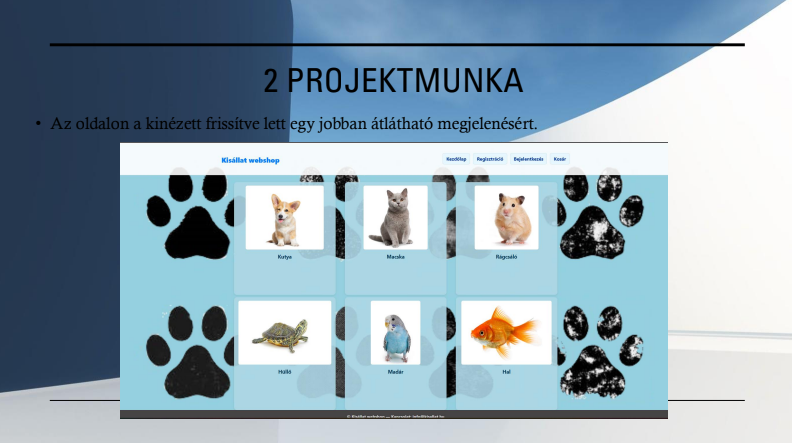 2 PROJEKTMUNKA
• Az oldalon a kinézett frissítve lett egy jobban átlátható megjelenésért.
Kisállat webshop
Kezdőlap Regisztráció Bejelentkezés Kosár
Kutya Macska Rágcsáló
Hüllő Madár Hal
© Kisállat webshop — Kapcsolat: